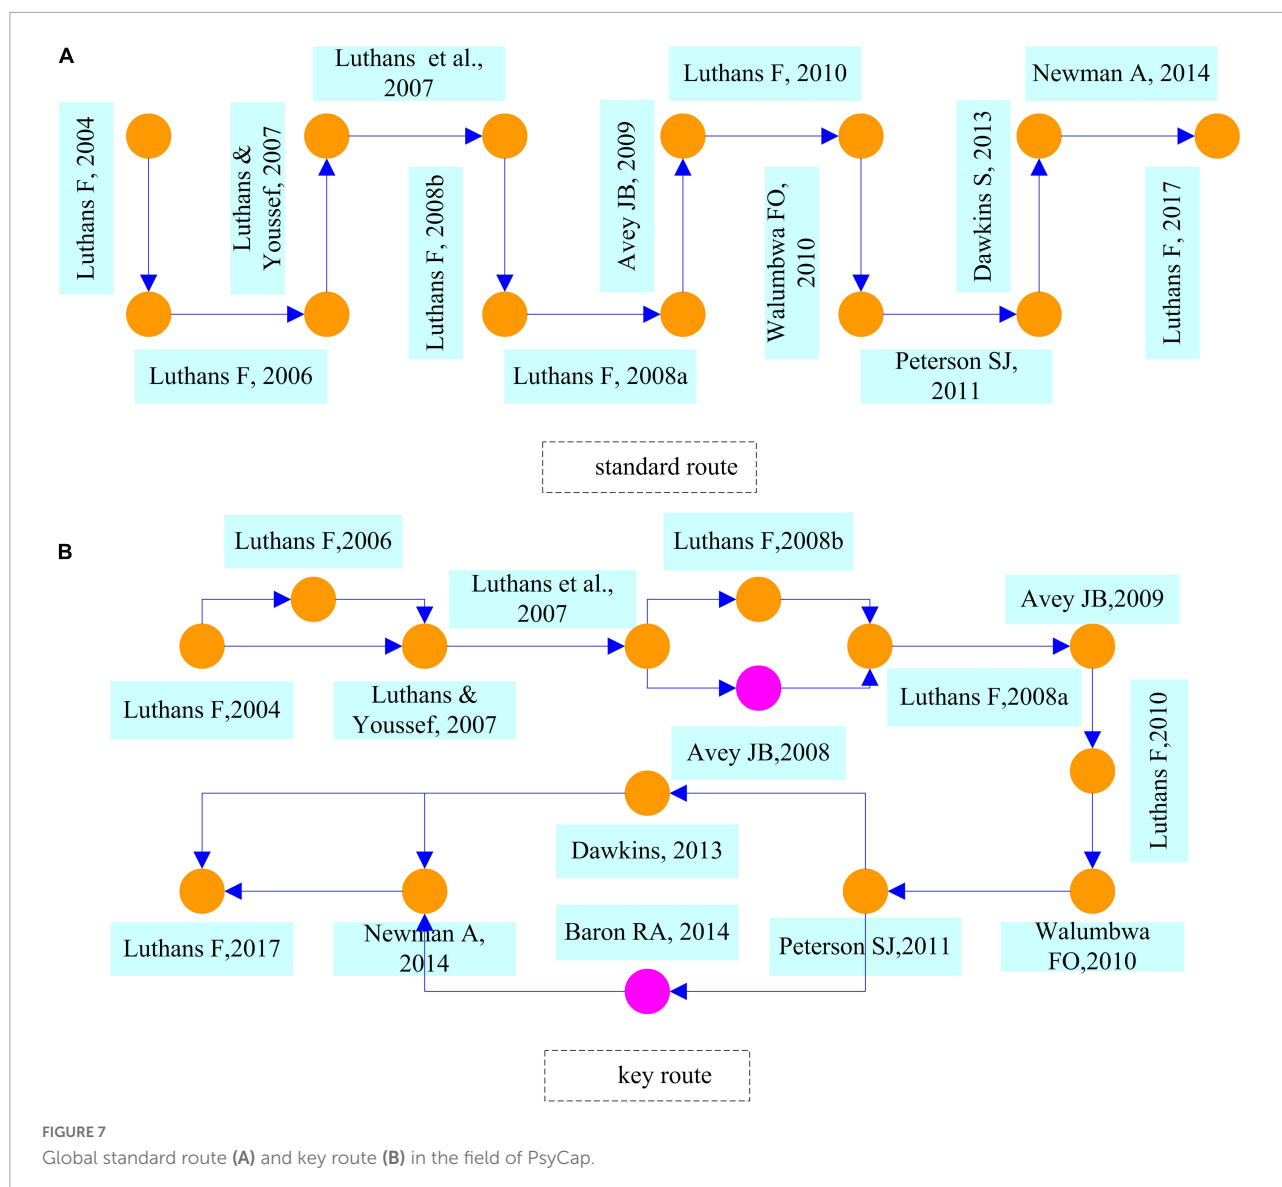 A
Luthans F, 2004
Luthans F, 2006
Luthans &
Youssef, 2007
Luthans et al.,
2007
Luthans F, 2008b
Luthans F, 2008a
Avey JB, 2009
Luthans F, 2010
Walumbwa FO,
2010
Peterson SJ,
2011
Dawkins S, 2013
Newman A, 2014
Luthans F, 2017
standard route
B
Luthans F,2006
Luthans F,2004
Luthans &
Youssef, 2007
Luthans et al.,
2007
Luthans F,2008b
Avey JB,2008
Luthans F,2008a
Avey JB,2009
Luthans F,2010
Walumbwa
FO,2010
Peterson SJ,2011
Dawkins, 2013
Baron RA, 2014
Newman A,
2014
Luthans F,2017
key route
FIGURE 7
Global standard route (A) and key route (B) in the field of PsyCap.